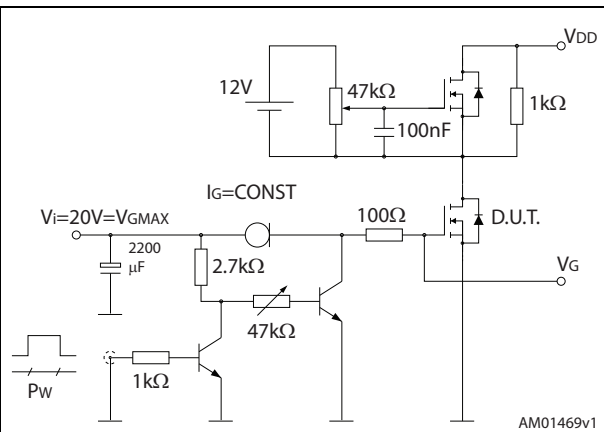 VDD
12V
47kΩ
1kΩ
100nF
IG=CONST
Vi=20V=VGMAX
100Ω
D.U.T.
2200
μF
2.7kΩ
VG
47kΩ
1kΩ
PW
AM01469v1